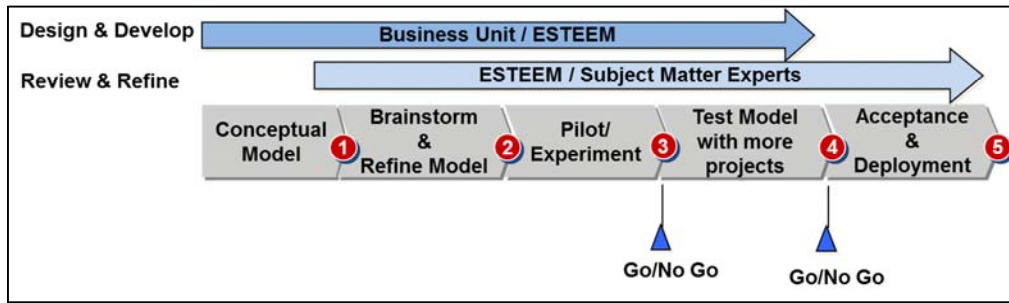 Design & Develop
Business Unit / ESTEEM
Review & Refine
ESTEEM / Subject Matter Experts
Conceptual
Model
1
Brainstorm
&
Refine Model
2
Pilot/
Experiment
3
Test Model
with more
projects
4
Acceptance
&
Deployment
5
Go/No Go
Go/No Go